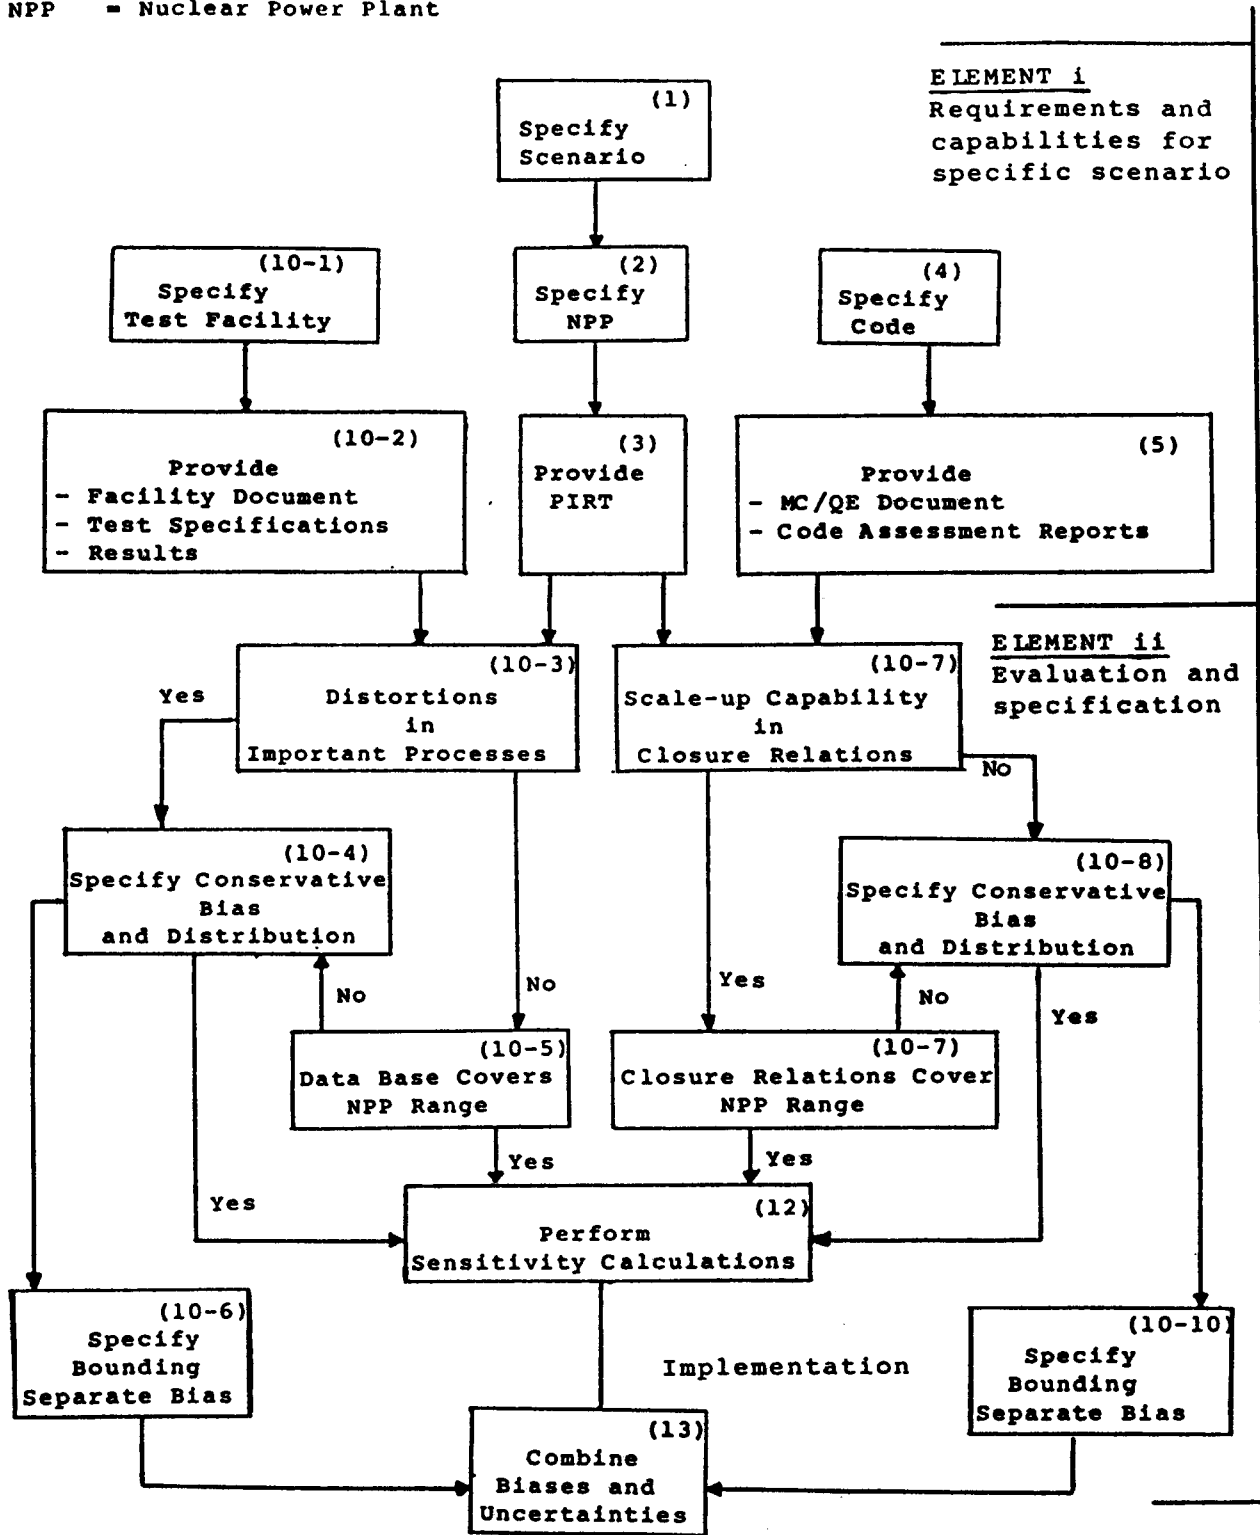 NPP = Nuclear Power Plant
ELEMENT i
Requirements and
capabilities for
specific scenario
(1)
Specify
Scenario
(10-1)
Specify
Test Facility
(2)
Specify
NPP
(4)
Specify
Code
(10-2)
Provide
- Facility Document
- Test Specifications
- Results
(3)
Provide
PIRT
(5)
Provide
- MC/QE Document
- Code Assessment Reports
ELEMENT ii
Evaluation and
specification
(10-3)
Distortions
in
Important Processes
Yes
No
(10-7)
Scale-up Capability
in
Closure Relations
No
Yes
(10-4)
Specify Conservative
Bias
and Distribution
No
Yes
(10-8)
Specify Conservative
Bias
and Distribution
No
Yes
(10-5)
Data Base Covers
NPP Range
Yes
(10-7)
Closure Relations Cover
NPP Range
Yes
(12)
Perform
Sensitivity Calculations
(10-6)
Specify
Bounding
Separate Bias
Implementation
(10-10)
Specify
Bounding
Separate Bias
(13)
Combine
Biases and
Uncertainties